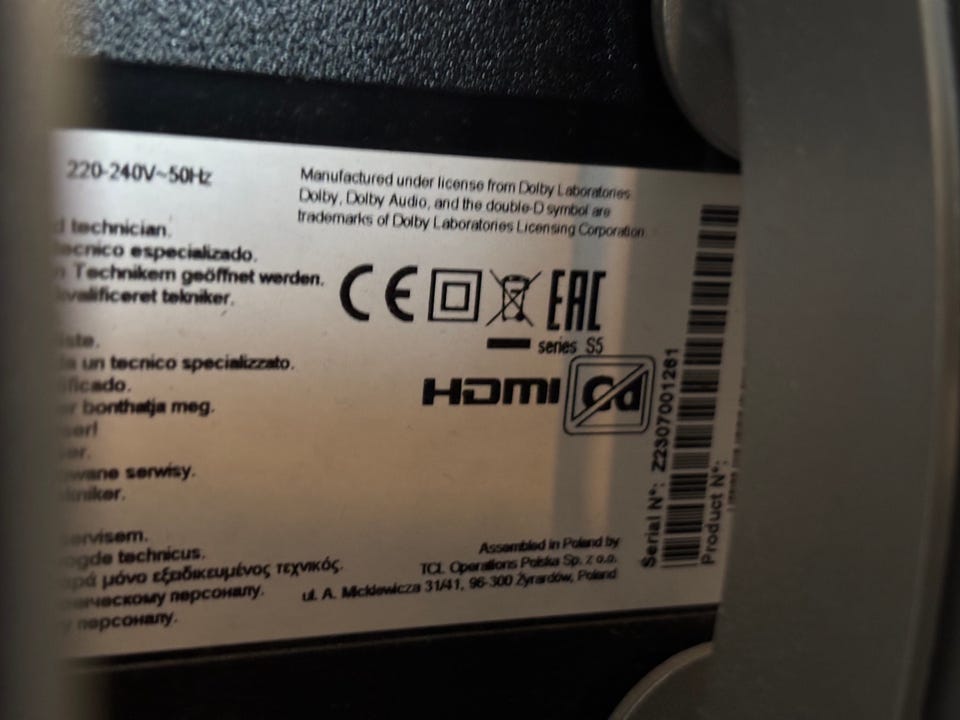 220-240V~50Hz
Manufactured under license from Dolby Laboratories
Dolby, Dolby Audio, and the double-D symbol are
trademarks of Dolby Laboratories Licensing Corporation
technician.
especializado.
Technikern geöffnet werden.
kvalificeret tekniker.
un tecnico specializzato.
bonthatja meg.
serwisy.
servisem.
technicus.
μόνο εξειδικευμένος τεχνικός.
персоналу.
персоналу.
CE
EAC
series S5
HDMI
Cd
Assembled in Poland by
TCL Operations Polska Sp. z o.o.
ul. A. Mickiewicza 31/41, 96-300 Żyrardów, Poland
Serial N°: Z2307001261
Product N°: